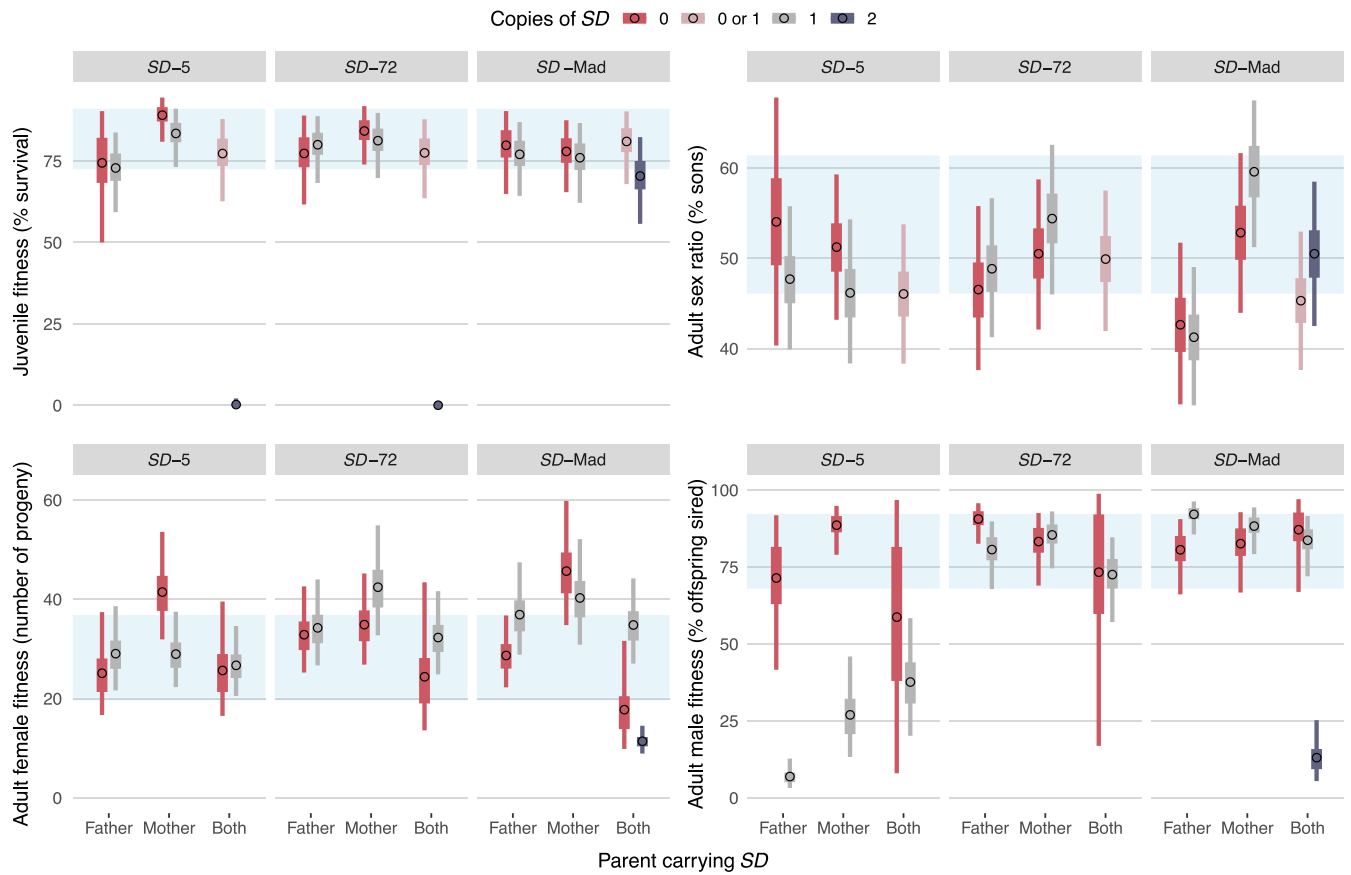 Copies of SD 0 0 or 1 1 2
SD−5 SD−72 SD−Mad
Juvenile fitness (% survival)
75
50
25
0
SD−5 SD−72 SD−Mad
Adult sex ratio (% sons)
60
50
40
SD−5 SD−72 SD−Mad
Adult female fitness (number of progeny)
60
40
20
0
Father Mother Both Father Mother Both Father Mother Both
SD−5 SD−72 SD−Mad
Adult male fitness (% offspring sired)
100
75
50
25
0
Father Mother Both Father Mother Both Father Mother Both
Parent carrying SD